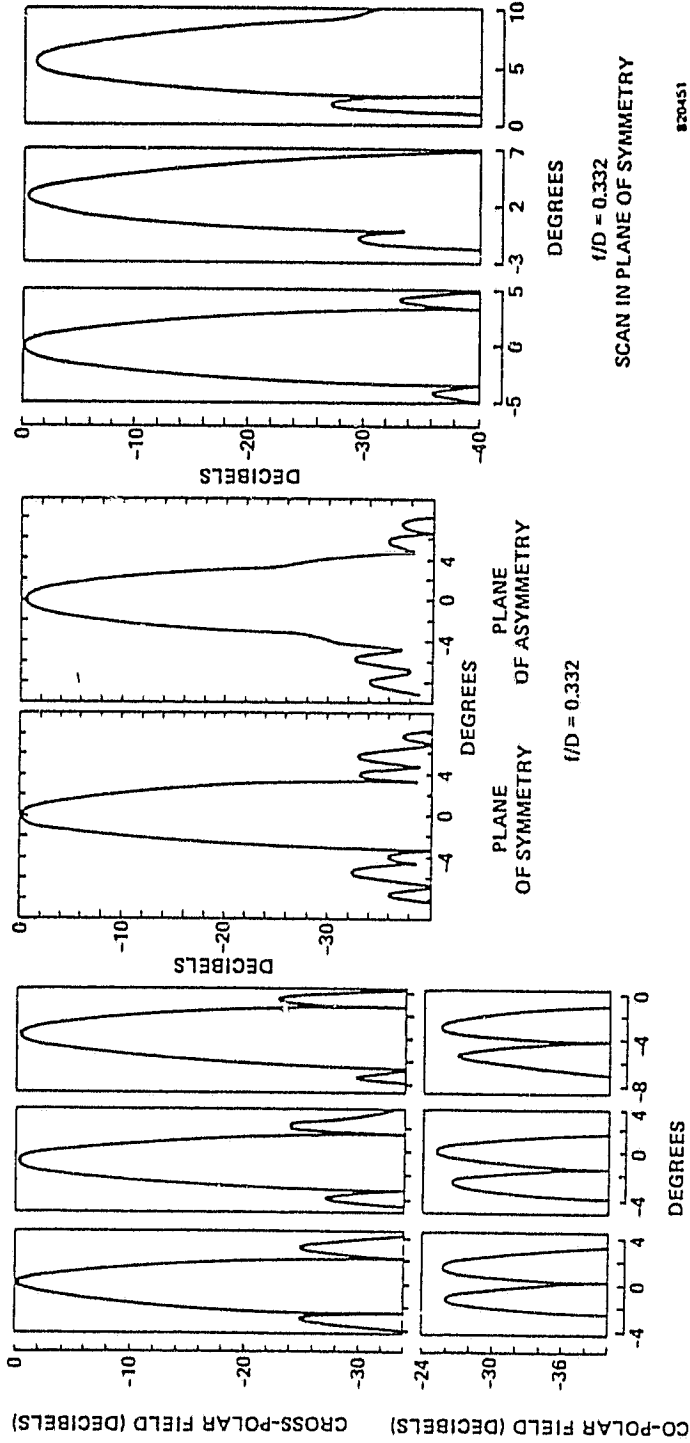 CROSS-POLAR FIELD (DECIBELS)
0
-10
-20
-30
CO-POLAR FIELD (DECIBELS)
-24
-30
-36
-4 0 4
-4 0 4
-8 -4 0
DEGREES
DECIBELS
0
-10
-20
-30
-4 0 4
-4 0 4
DEGREES
PLANE
OF SYMMETRY
PLANE
OF ASYMMETRY
f/D = 0.332
DECIBELS
0
-10
-20
-30
-40
-5 0 5
-3 2 7
0 5 10
DEGREES
f/D = 0.332
SCAN IN PLANE OF SYMMETRY
820451